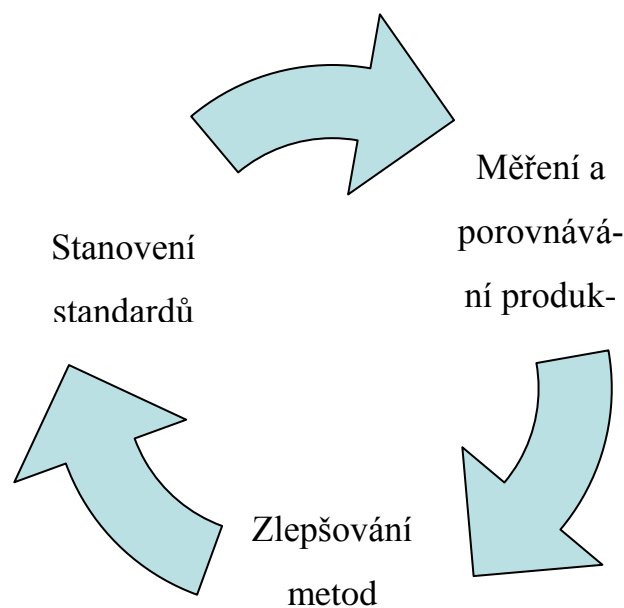 Stanovení
standardů
Měření a
porovnává-
ní produk-
Zlepšování
metod